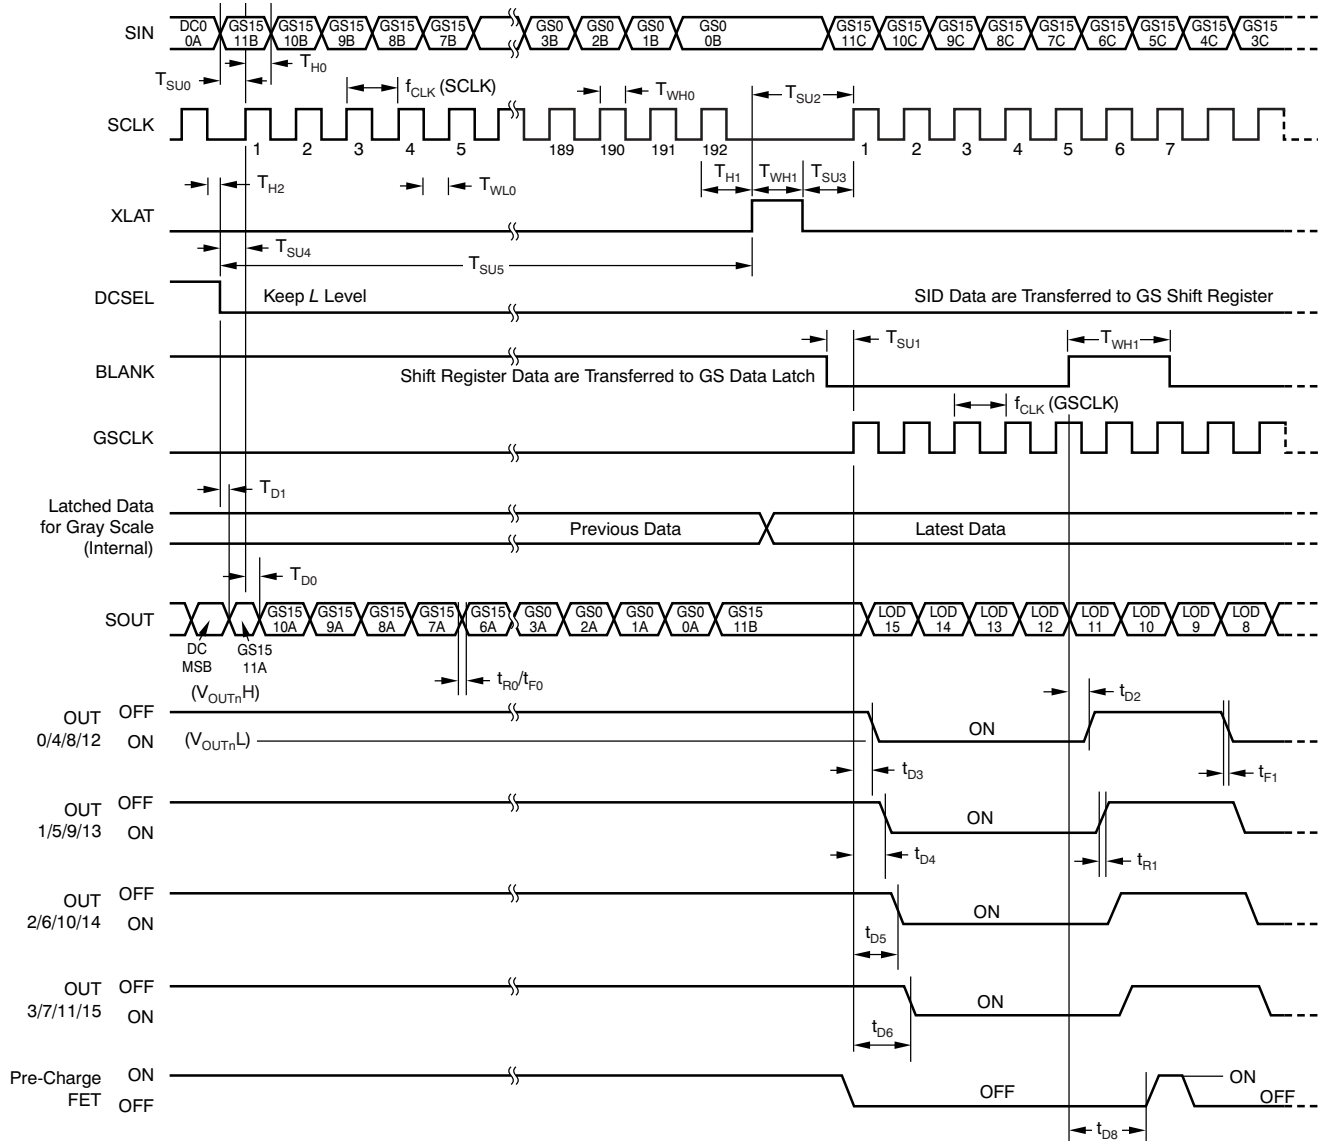 SIN
DC0 GS15 GS15 GS15 GS15 GS15 GS0 GS0 GS0 GS0 GS15 GS15 GS15 GS15 GS15 GS15 GS15 GS15 GS15
0A 11B 10B 9B 8B 7B 3B 2B 1B 0B 11C 10C 9C 8C 7C 6C 5C 4C 3C
TSU0 TH0
fCLK (SCLK) TWH0 TSU2
SCLK
1 2 3 4 5 189 190 191 192 1 2 3 4 5 6 7
TH2 TWL0 TH1 TWH1 TSU3
XLAT
TSU4
TSU5
DCSEL Keep L Level SID Data are Transferred to GS Shift Register
TSU1 TWH1
BLANK Shift Register Data are Transferred to GS Data Latch
fCLK (GSCLK)
GSCLK
TD1
Latched Data
for Gray Scale
(Internal)
Previous Data Latest Data
TD0
SOUT
GS15 GS15 GS15 GS15 GS15 GS0 GS0 GS0 GS0 GS15 LOD LOD LOD LOD LOD LOD LOD LOD
10A 9A 8A 7A 6A 3A 2A 1A 0A 11B 15 14 13 12 11 10 9 8
DC
MSB
GS15
11A
tR0/tF0
(VOUTnH)
tD2
OUT
0/4/8/12
OFF
ON
(VOUTnL) ON
tD3 tF1
OUT
1/5/9/13
OFF
ON
ON
tD4 tR1
OUT
2/6/10/14
OFF
ON
ON
tD5
OUT
3/7/11/15
OFF
ON
ON
tD6
Pre-Charge
FET
ON
OFF
OFF ON OFF
tD8